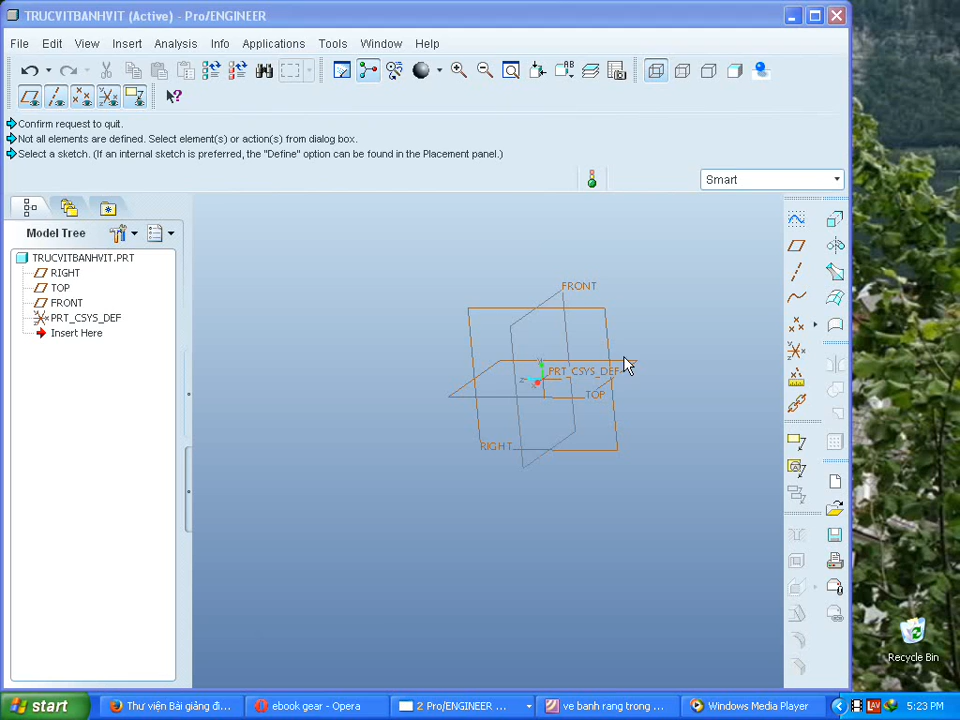 TRUCVITBANHVIT (Active) - Pro/ENGINEER
File Edit View Insert Analysis Info Applications Tools Window Help
Confirm request to quit.
Not all elements are defined. Select element(s) or action(s) from dialog box.
Select a sketch. (If an internal sketch is preferred, the "Define" option can be found in the Placement panel.)
Smart
Model Tree
TRUCVITBANHVIT.PRT
RIGHT
TOP
FRONT
PRT_CSYS_DEF
Insert Here
FRONT
PRT_CSYS_DEF
TOP
RIGHT
Recycle Bin
start
Thư viện Bài giảng đi...
ebook gear - Opera
2 Pro/ENGINEER ...
ve banh rang trong ...
Windows Media Player
5:23 PM